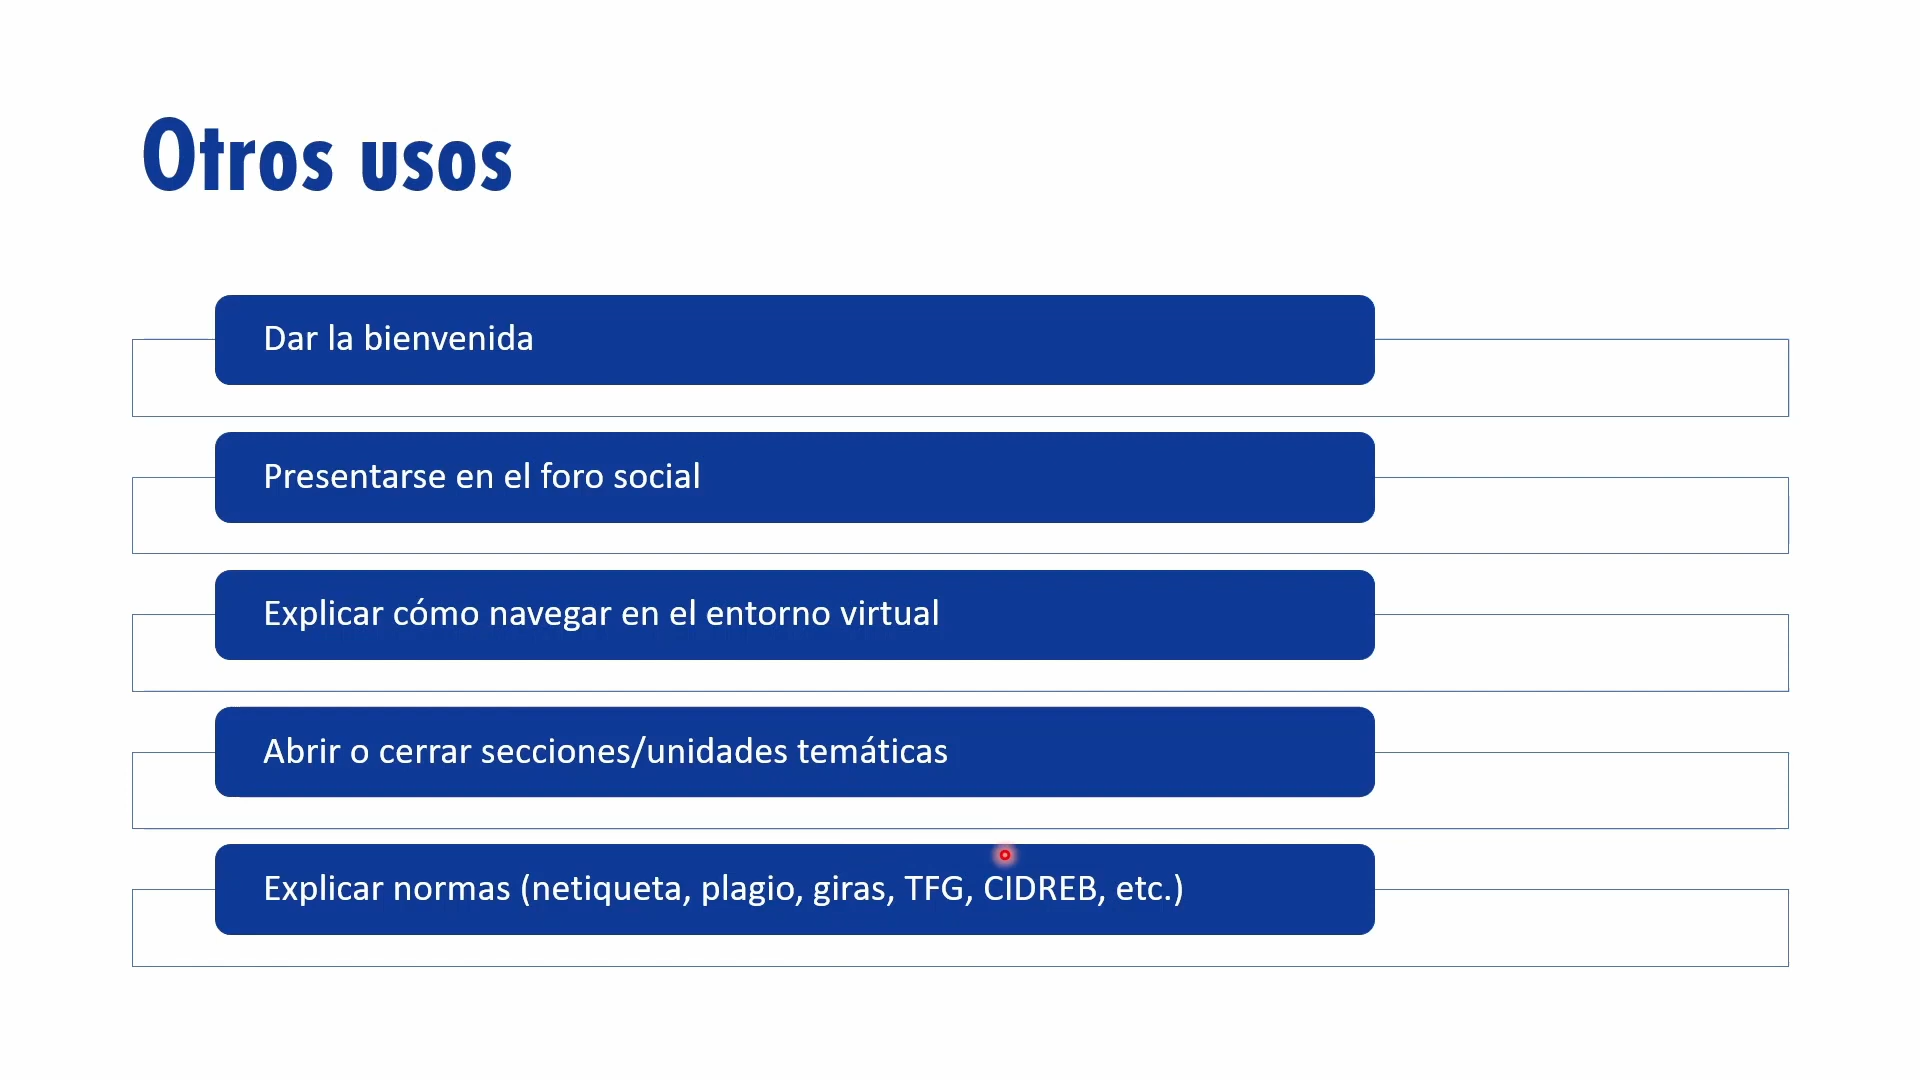 Otros usos
Dar la bienvenida
Presentarse en el foro social
Explicar cómo navegar en el entorno virtual
Abrir o cerrar secciones/unidades temáticas
Explicar normas (netiqueta, plagio, giras, TFG, CIDREB, etc.)